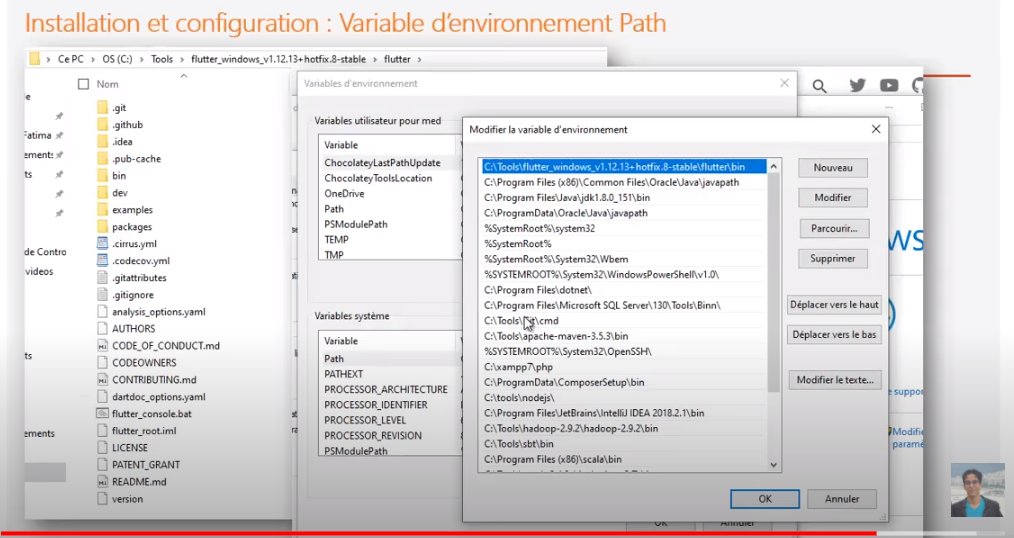 Installation et configuration : Variable d'environnement Path
Ce PC > OS (C:) > Tools > flutter_windows_v1.12.13+hotfix.8-stable > flutter >
Nom
.git
.github
.idea
.pub-cache
bin
dev
examples
packages
.cirrus.yml
.codecov.yml
.gitattributes
.gitignore
analysis_options.yaml
AUTHORS
CODE_OF_CONDUCT.md
CODEOWNERS
CONTRIBUTING.md
dartdoc_options.yaml
flutter_console.bat
flutter_root.iml
LICENSE
PATENT_GRANT
README.md
version
Fatima
de Contro
videos
Variables d'environnement
Variables utilisateur pour med
Variable
ChocolateyLastPathUpdate
ChocolateyToolsLocation
OneDrive
Path
PSModulePath
TEMP
TMP
Variables système
Variable
Path
PATHEXT
PROCESSOR_ARCHITECTURE
PROCESSOR_IDENTIFIER
PROCESSOR_LEVEL
PROCESSOR_REVISION
PSModulePath
Modifier la variable d'environnement
C:\Tools\flutter_windows_v1.12.13+hotfix.8-stable\flutter\bin
C:\Program Files (x86)\Common Files\Oracle\Java\javapath
C:\Program Files\Java\jdk1.8.0_151\bin
C:\ProgramData\Oracle\Java\javapath
%SystemRoot%\system32
%SystemRoot%
%SystemRoot%\System32\Wbem
%SYSTEMROOT%\System32\WindowsPowerShell\v1.0\
C:\Program Files\dotnet\
C:\Program Files\Microsoft SQL Server\130\Tools\Binn\
C:\Tools\git\cmd
C:\Tools\apache-maven-3.5.3\bin
%SYSTEMROOT%\System32\OpenSSH\
C:\xampp7\php
C:\ProgramData\ComposerSetup\bin
C:\tools\nodejs\
C:\Program Files\JetBrains\IntelliJ IDEA 2018.2.1\bin
C:\Tools\hadoop-2.9.2\hadoop-2.9.2\bin
C:\Tools\sbt\bin
C:\Program Files (x86)\scala\bin
Nouveau
Modifier
Parcourir...
Supprimer
Déplacer vers le haut
Déplacer vers le bas
Modifier le texte...
OK
Annuler
OK
Annuler